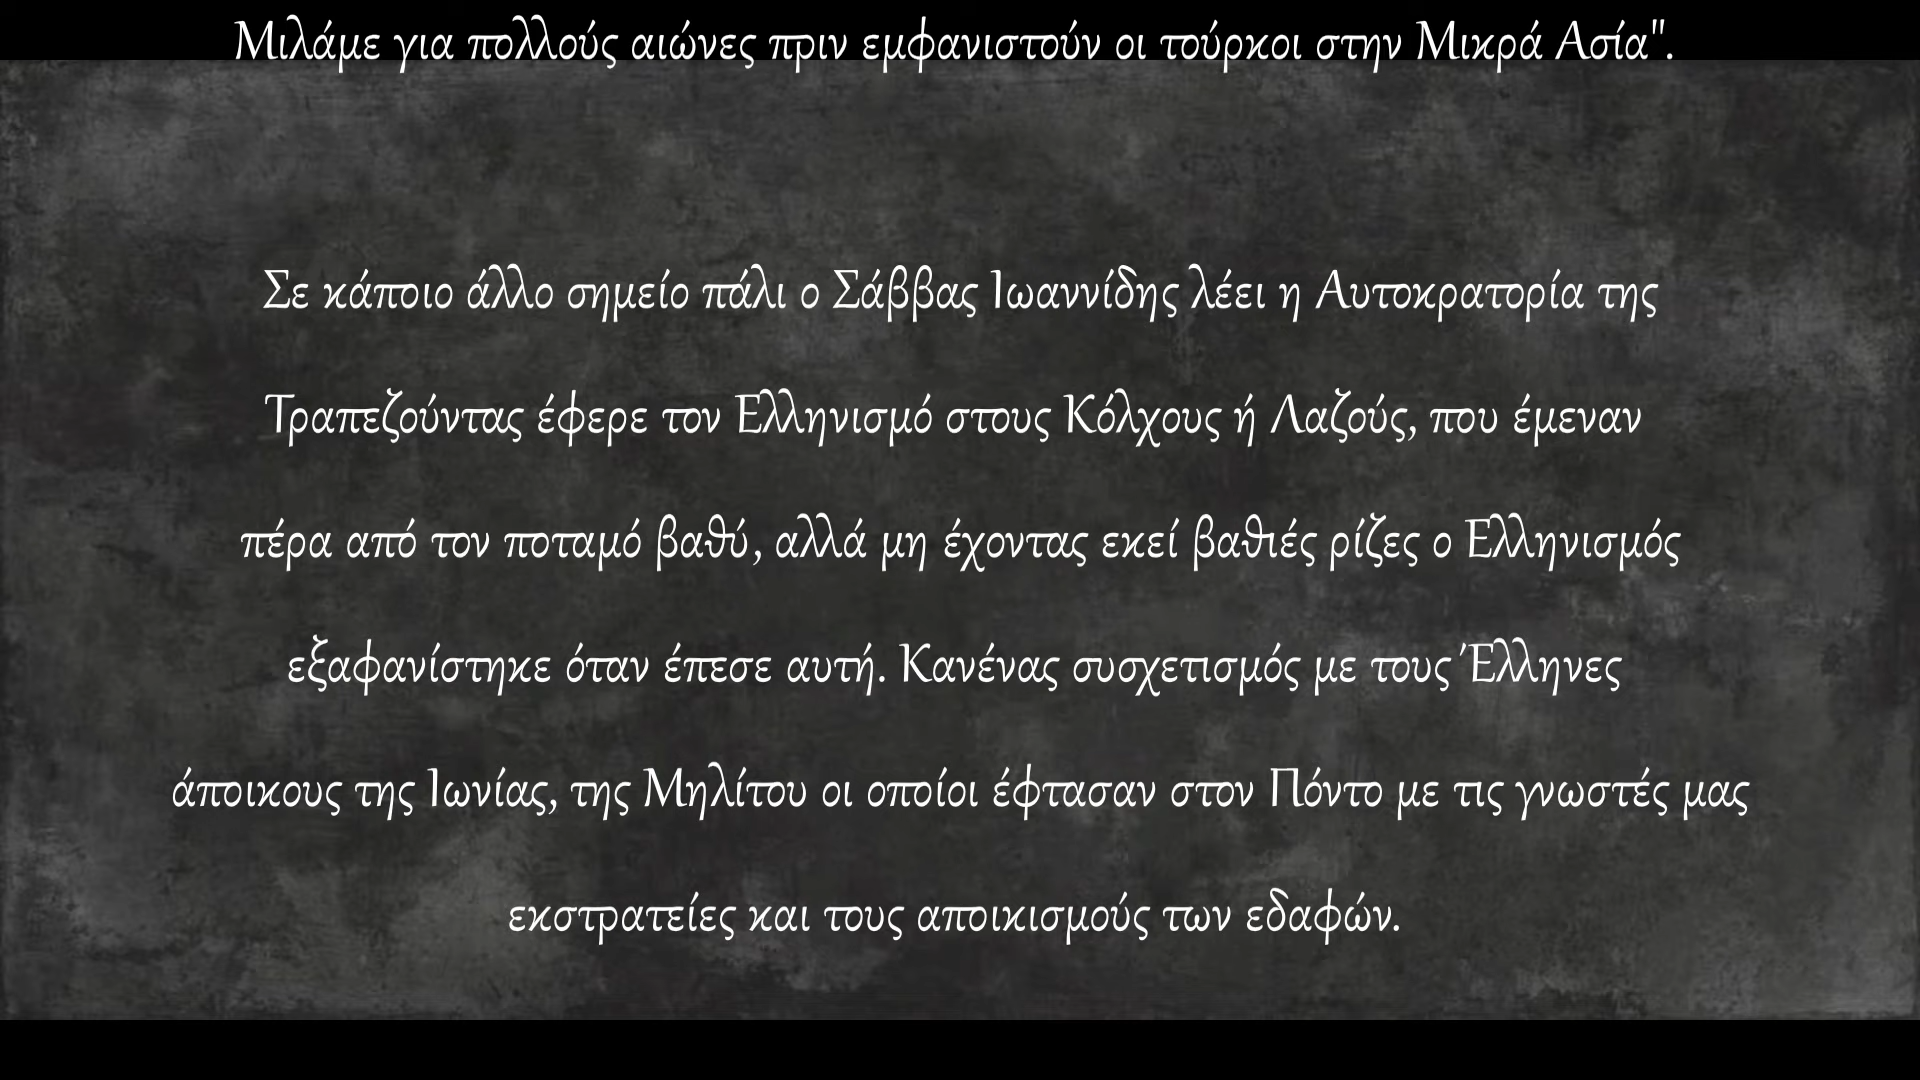 Μιλάμε για πολλούς αιώνες πριν εμφανιστούν οι τούρκοι στην Μικρά Ασία".
Σε κάποιο άλλο σημείο πάλι ο Σάββας Ιωαννίδης λέει η Αυτοκρατορία της
Τραπεζούντας έφερε τον Ελληνισμό στους Κόλχους ή Λαζούς, που έμεναν
πέρα από τον ποταμό βαθύ, αλλά μη έχοντας εκεί βαθιές ρίζες ο Ελληνισμός
εξαφανίστηκε όταν έπεσε αυτή. Κανένας συσχετισμός με τους Έλληνες
άποικους της Ιωνίας, της Μηλίτου οι οποίοι έφτασαν στον Πόντο με τις γνωστές μας
εκστρατείες και τους αποικισμούς των εδαφών.